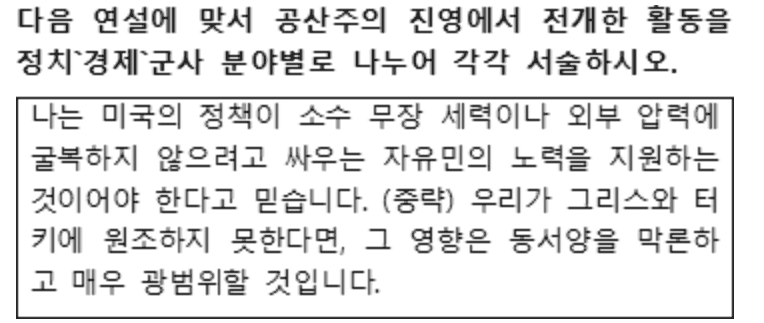 다음 연설에 맞서 공산주의 진영에서 전개한 활동을
정치`경제`군사 분야별로 나누어 각각 서술하시오.
나는 미국의 정책이 소수 무장 세력이나 외부 압력에
굴복하지 않으려고 싸우는 자유민의 노력을 지원하는
것이어야 한다고 믿습니다. (중략) 우리가 그리스와 터
키에 원조하지 못한다면, 그 영향은 동서양을 막론하
고 매우 광범위할 것입니다.